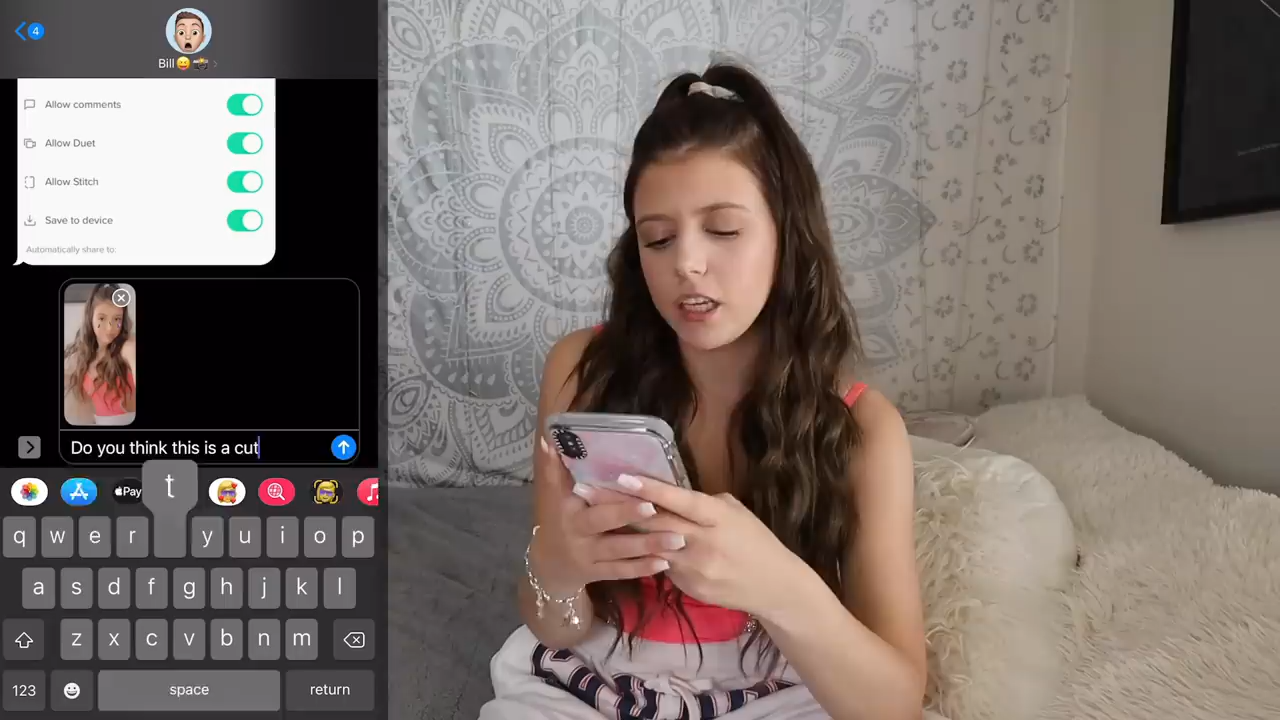 4
Bill😛📸 >
Allow comments
Allow Duet
Allow Stitch
Save to device
Automatically share to:
Do you think this is a cut
Pay
t
q w e r y u i o p
a s d f g h j k l
z x c v b n m
123 space return